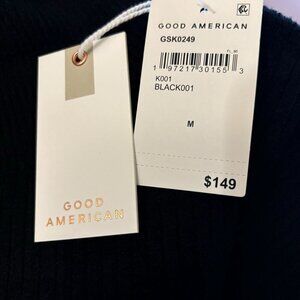 GOOD AMERICAN
GSK0249
1 97217 30155 3
K001
BLACK001
M
$149
GOOD
AMERICAN